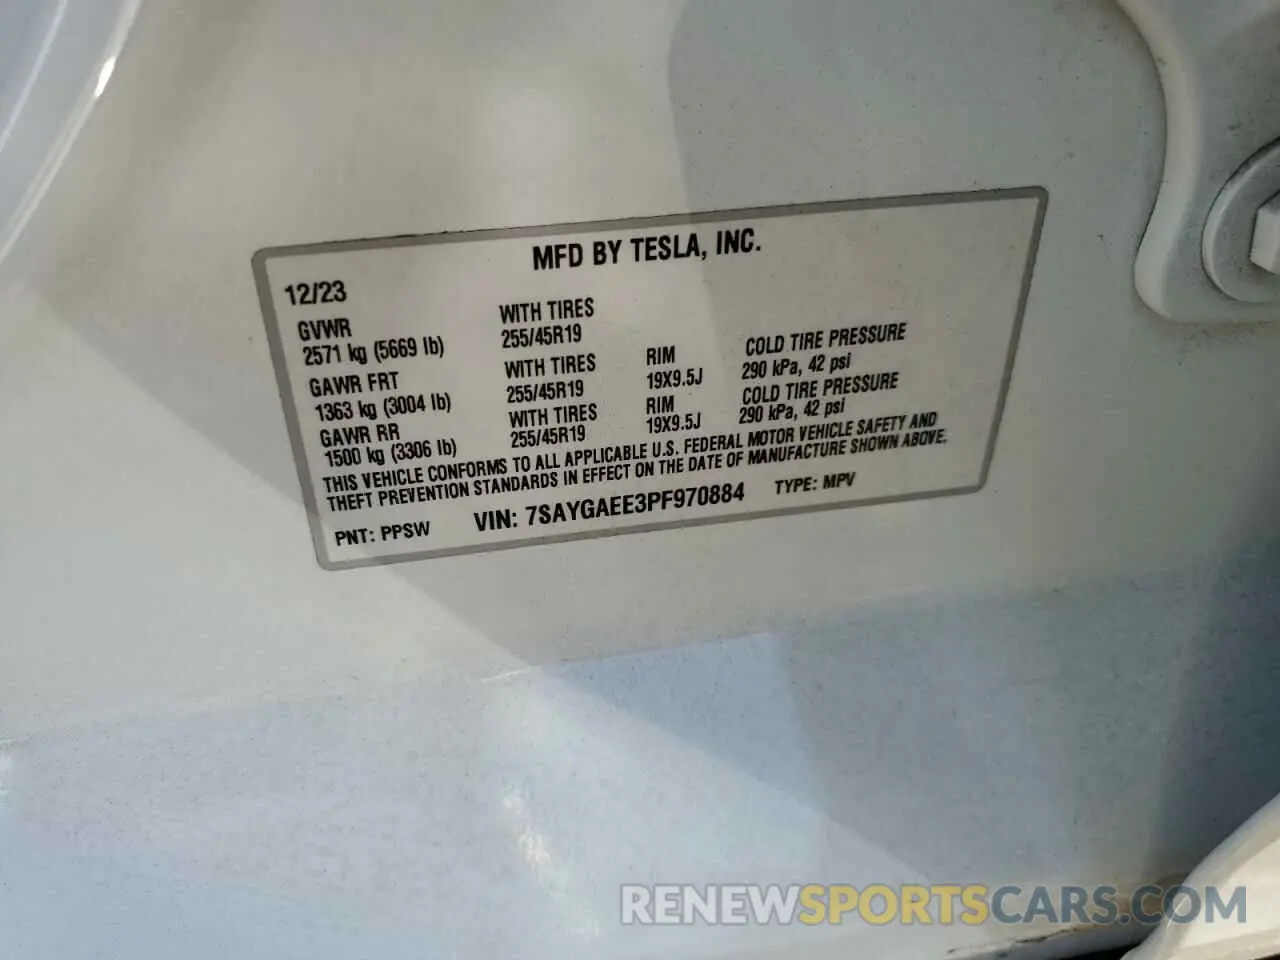 MFD BY TESLA, INC.
12/23
GVWR WITH TIRES
2571 kg (5669 lb) 255/45R19
GAWR FRT WITH TIRES RIM COLD TIRE PRESSURE
1363 kg (3004 lb) 255/45R19 19X9.5J 290 kPa, 42 psi
GAWR RR WITH TIRES RIM COLD TIRE PRESSURE
1500 kg (3306 lb) 255/45R19 19X9.5J 290 kPa, 42 psi
THIS VEHICLE CONFORMS TO ALL APPLICABLE U.S. FEDERAL MOTOR VEHICLE SAFETY AND
THEFT PREVENTION STANDARDS IN EFFECT ON THE DATE OF MANUFACTURE SHOWN ABOVE.
PNT: PPSW VIN: 7SAYGAEE3PF970884 TYPE: MPV
RENEWSPORTSCARS.COM